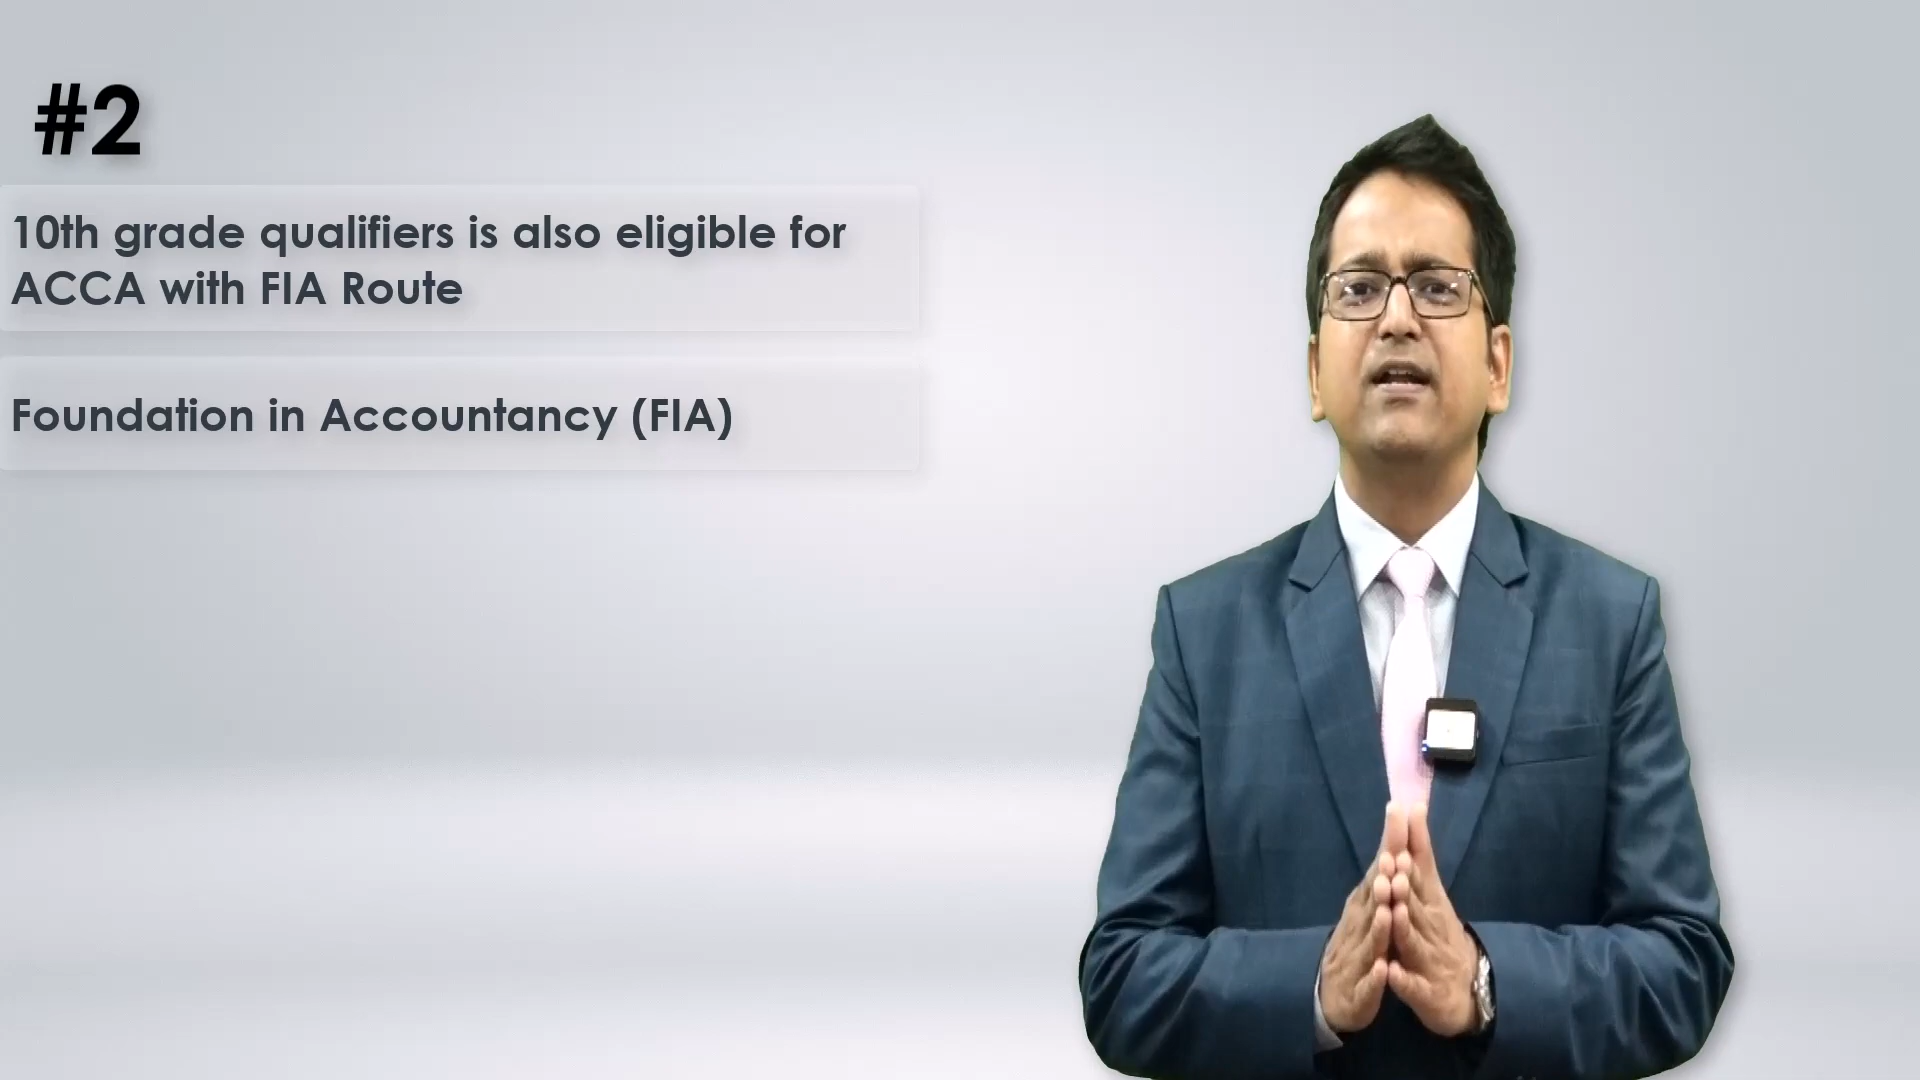 #2
10th grade qualifiers is also eligible for
ACCA with FIA Route
Foundation in Accountancy (FIA)